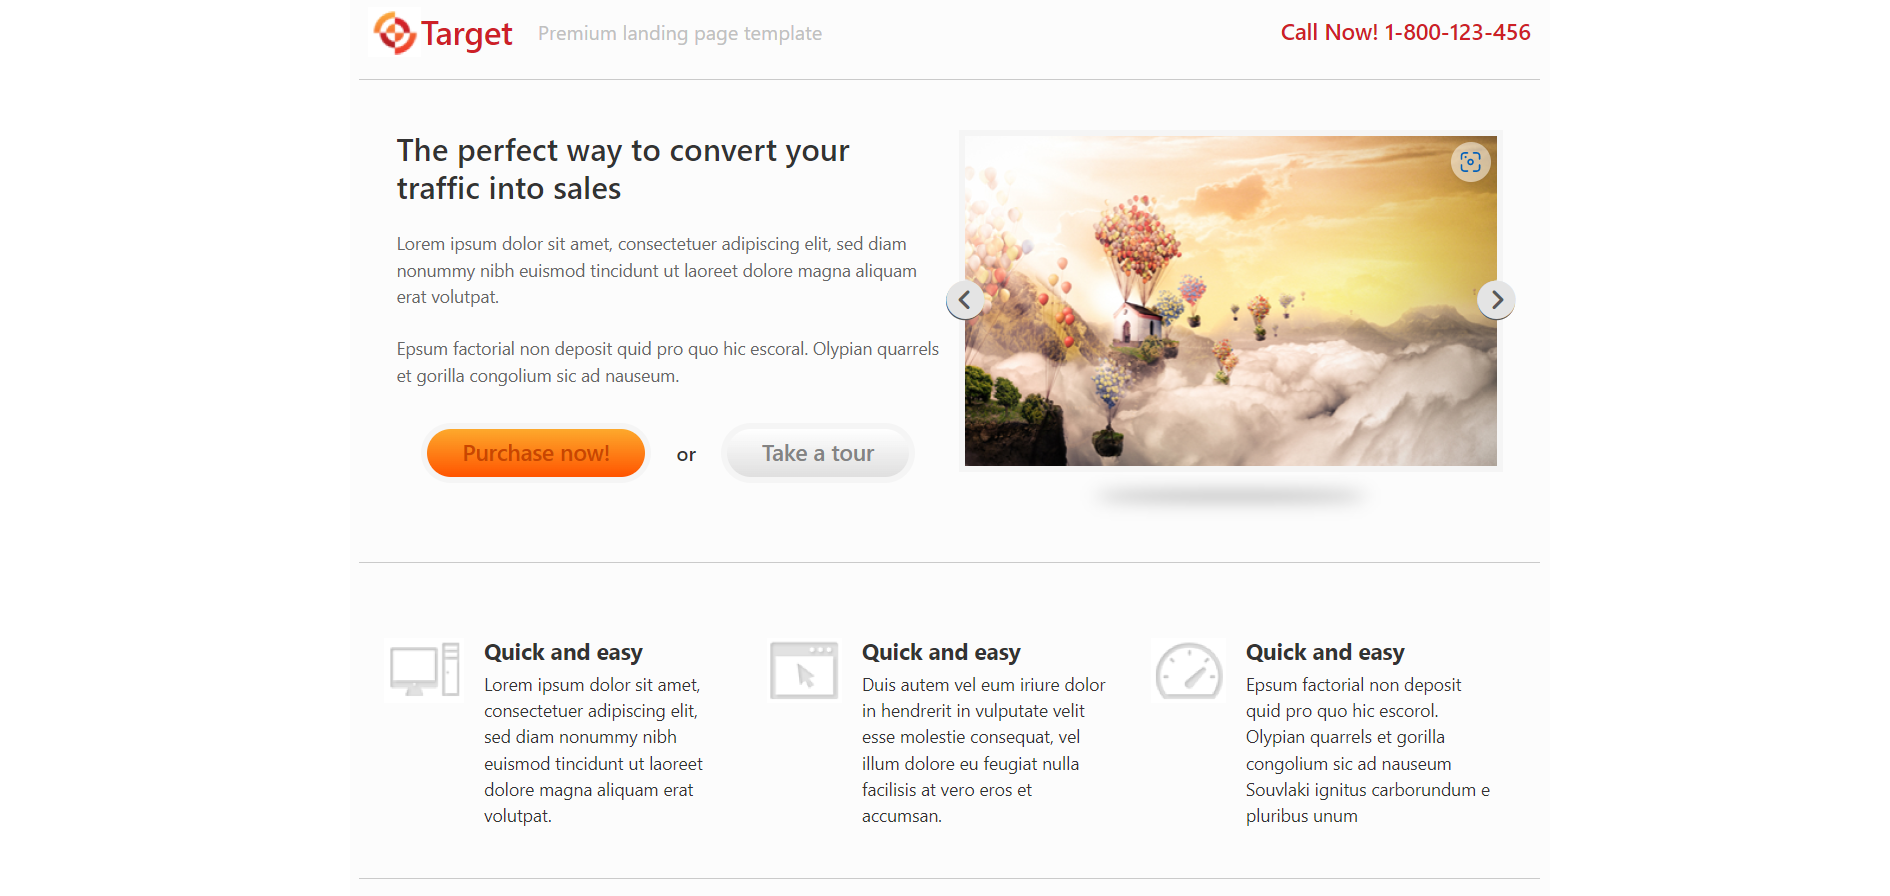 Target
Premium landing page template
Call Now! 1-800-123-456
The perfect way to convert your
traffic into sales
Lorem ipsum dolor sit amet, consectetuer adipiscing elit, sed diam
nonummy nibh euismod tincidunt ut laoreet dolore magna aliquam
erat volutpat.
Epsum factorial non deposit quid pro quo hic escoral. Olypian quarrels
et gorilla congolium sic ad nauseum.
Purchase now!
or
Take a tour
Quick and easy
Lorem ipsum dolor sit amet,
consectetuer adipiscing elit,
sed diam nonummy nibh
euismod tincidunt ut laoreet
dolore magna aliquam erat
volutpat.
Quick and easy
Duis autem vel eum iriure dolor
in hendrerit in vulputate velit
esse molestie consequat, vel
illum dolore eu feugiat nulla
facilisis at vero eros et
accumsan.
Quick and easy
Epsum factorial non deposit
quid pro quo hic escorol.
Olypian quarrels et gorilla
congolium sic ad nauseum
Souvlaki ignitus carborundum e
pluribus unum